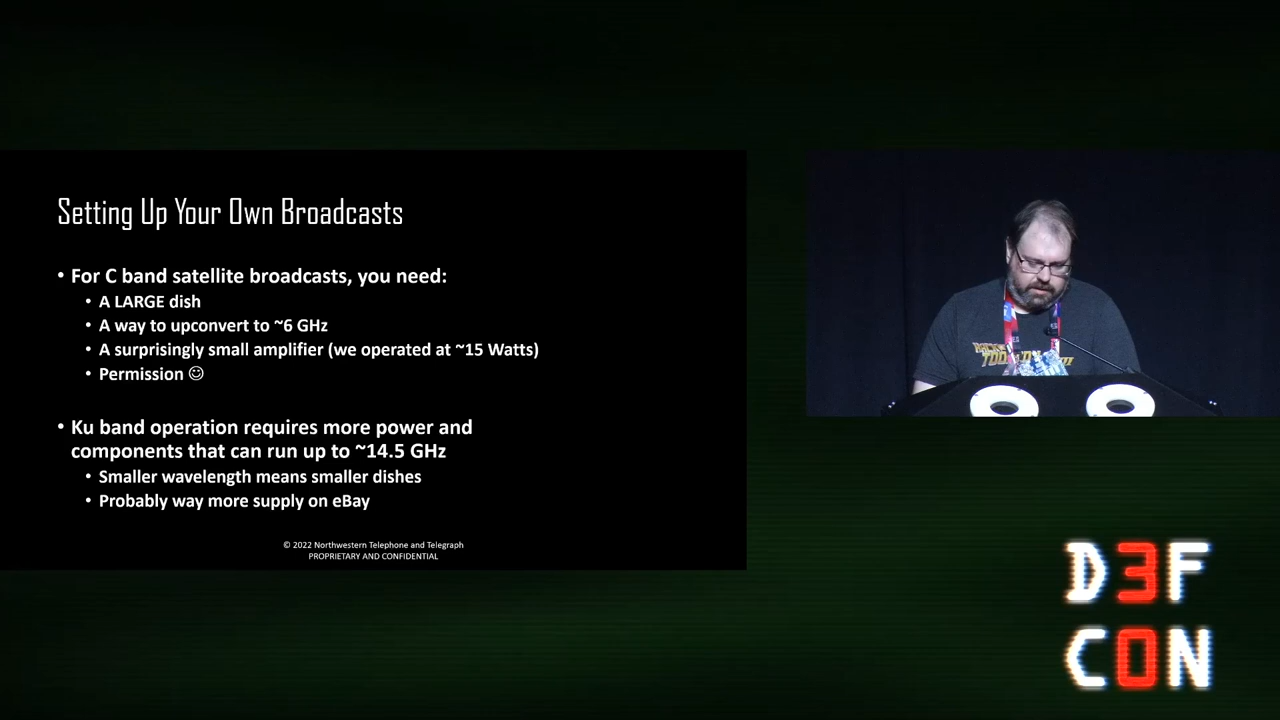 Setting Up Your Own Broadcasts
• For C band satellite broadcasts, you need:
• A LARGE dish
• A way to upconvert to ~6 GHz
• A surprisingly small amplifier (we operated at ~15 Watts)
• Permission ☺
• Ku band operation requires more power and
components that can run up to ~14.5 GHz
• Smaller wavelength means smaller dishes
• Probably way more supply on eBay
© 2022 Northwestern Telephone and Telegraph
PROPRIETARY AND CONFIDENTIAL
D3F
C0N